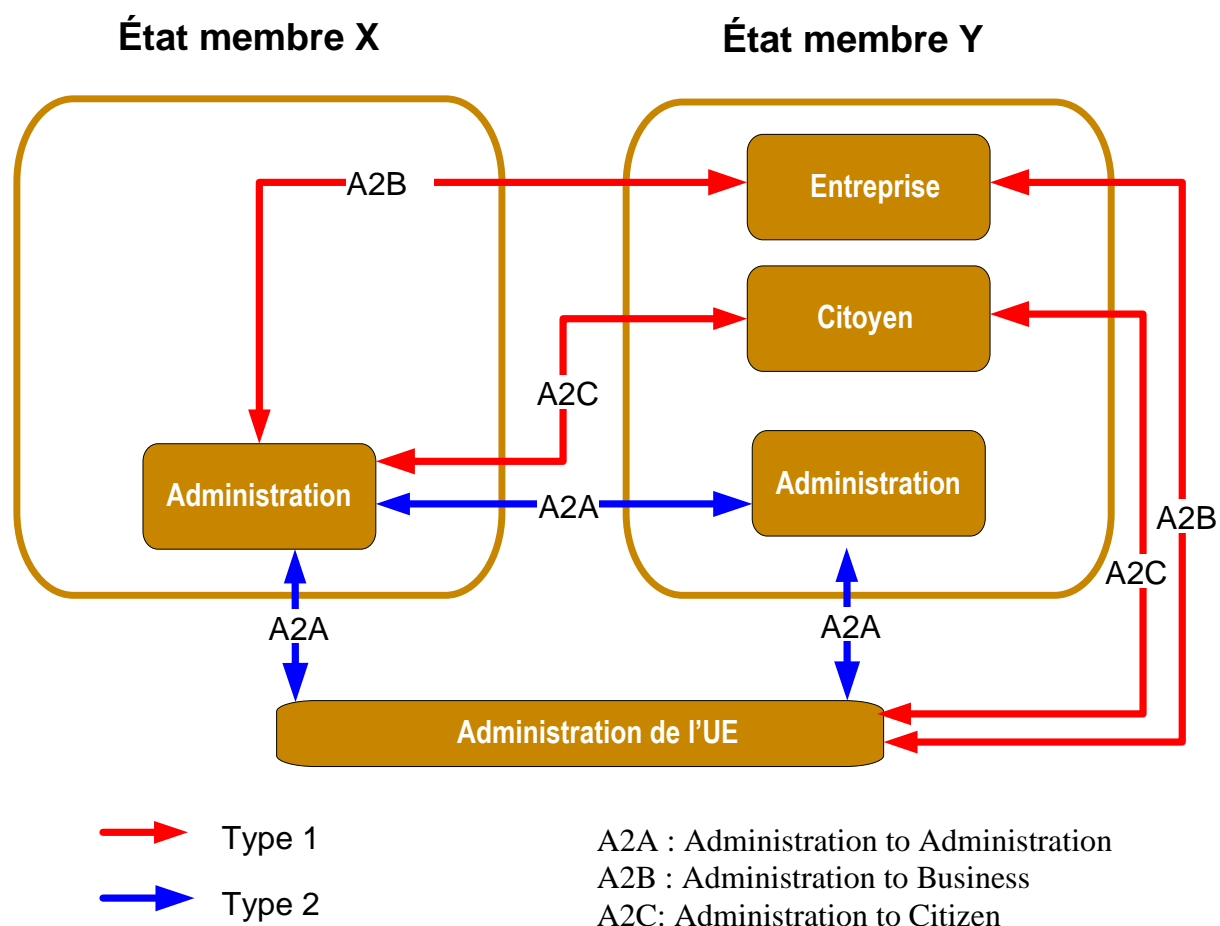 État membre X
État membre Y
A2B
Entreprise
Citoyen
A2C
Administration
Administration
A2A
A2B
A2C
A2A
A2A
Administration de l’UE
Type 1
Type 2
A2A : Administration to Administration
A2B : Administration to Business
A2C: Administration to Citizen